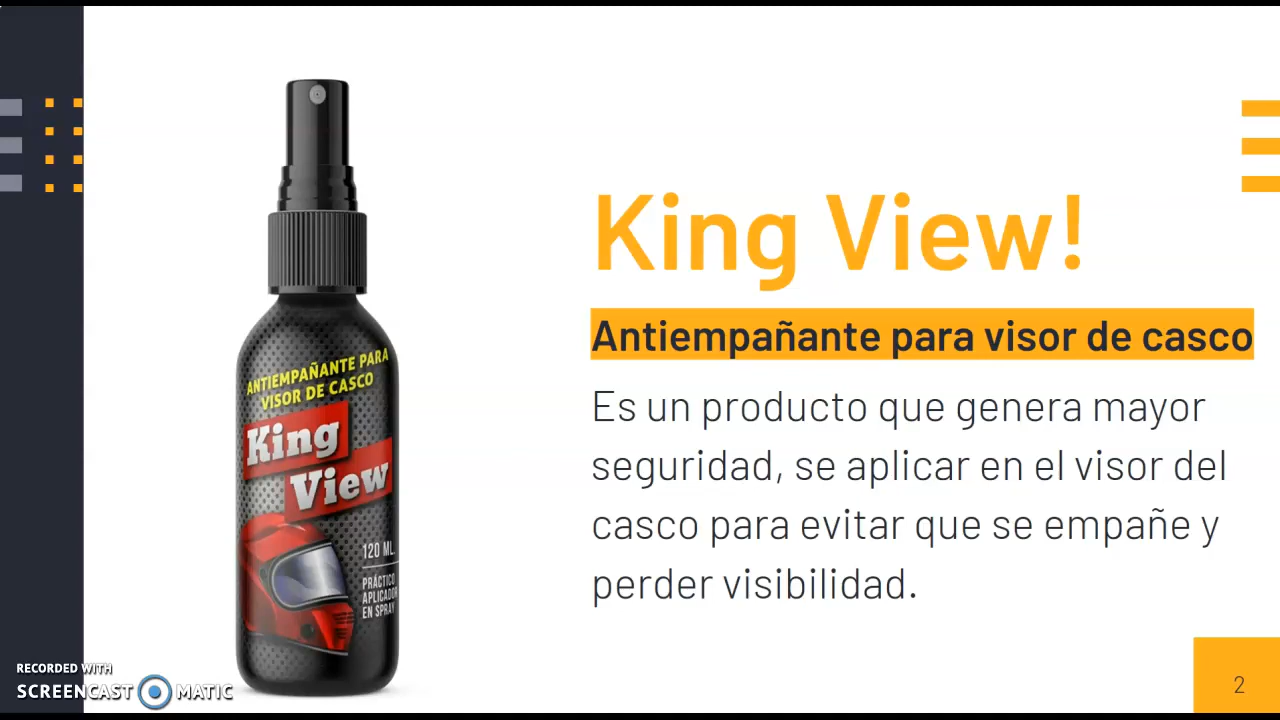 King View!
Antiempañante para visor de casco
Es un producto que genera mayor
seguridad, se aplicar en el visor del
casco para evitar que se empañe y
perder visibilidad.
ANTIEMPAÑANTE PARA
VISOR DE CASCO
King
View
120 ML.
PRÁCTICO
APLICADOR
EN SPRAY
RECORDED WITH
SCREENCAST MATIC
2